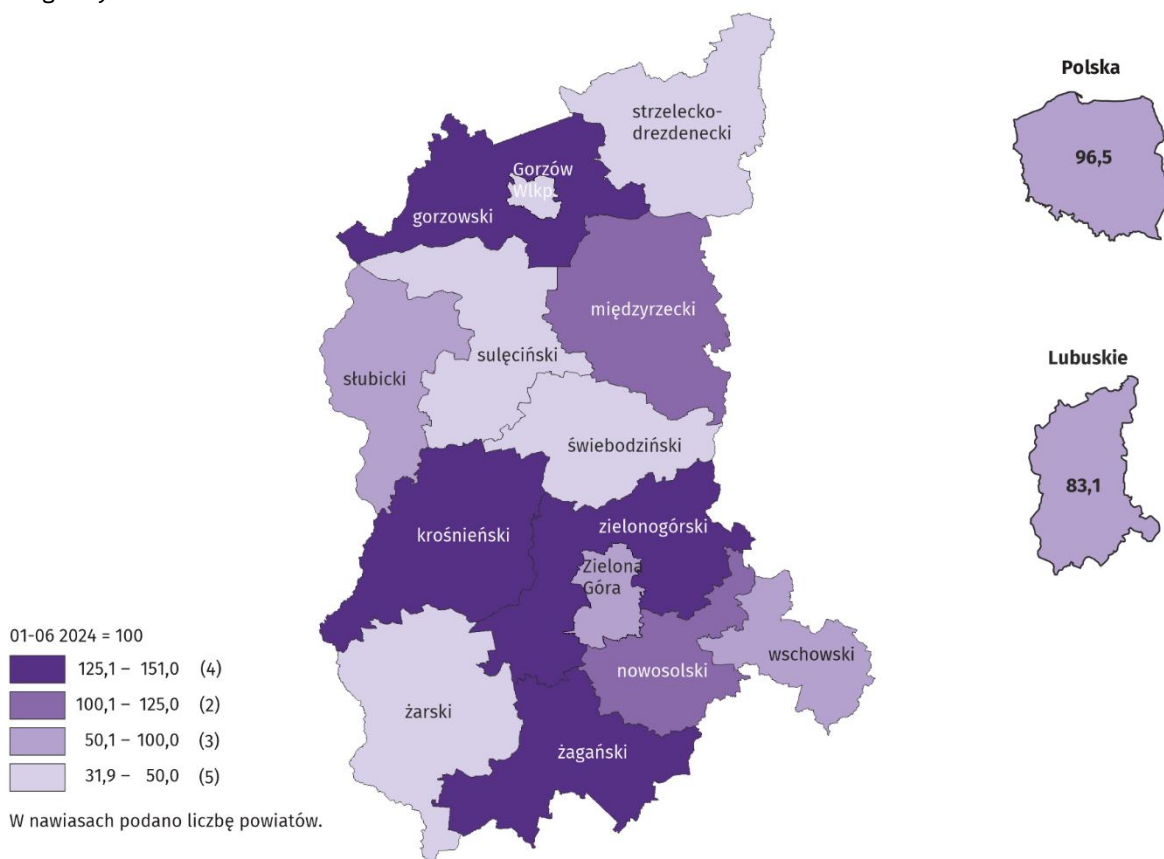 strzelecko-
drezdenecki
Gorzów
Wlkp.
gorzowski
międzyrzecki
sulęciński
słubicki
świebodziński
krośnieński
zielonogórski
Zielona
Góra
wschowski
nowosolski
żarski
żagański
Polska
96,5
Lubuskie
83,1
01-06 2024 = 100
125,1 – 151,0 (4)
100,1 – 125,0 (2)
50,1 – 100,0 (3)
31,9 – 50,0 (5)
W nawiasach podano liczbę powiatów.